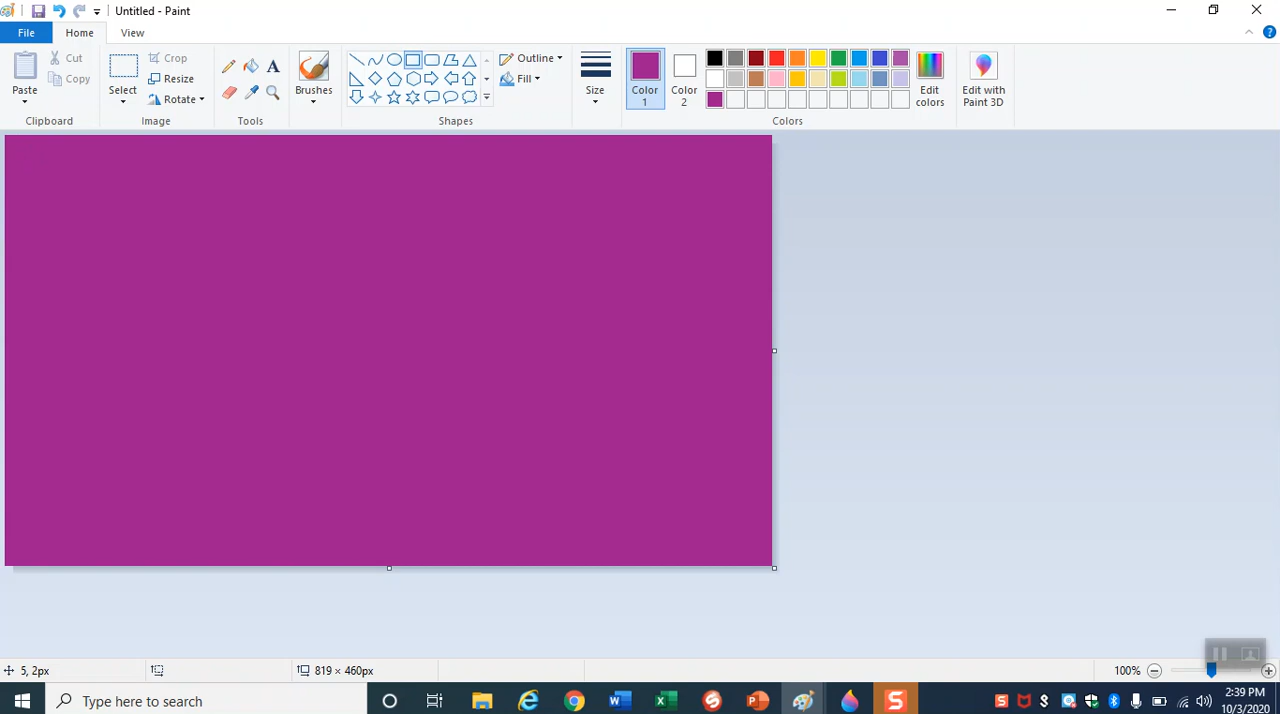 Untitled - Paint
File Home View
Paste
Cut
Copy
Clipboard
Select
Crop
Resize
Rotate
Image
A
Tools
Brushes
Outline
Fill
Shapes
Size
Color 1
Color 2
Edit colors
Colors
Edit with Paint 3D
5, 2px
819 × 460px
100%
Type here to search
2:39 PM
10/3/2020